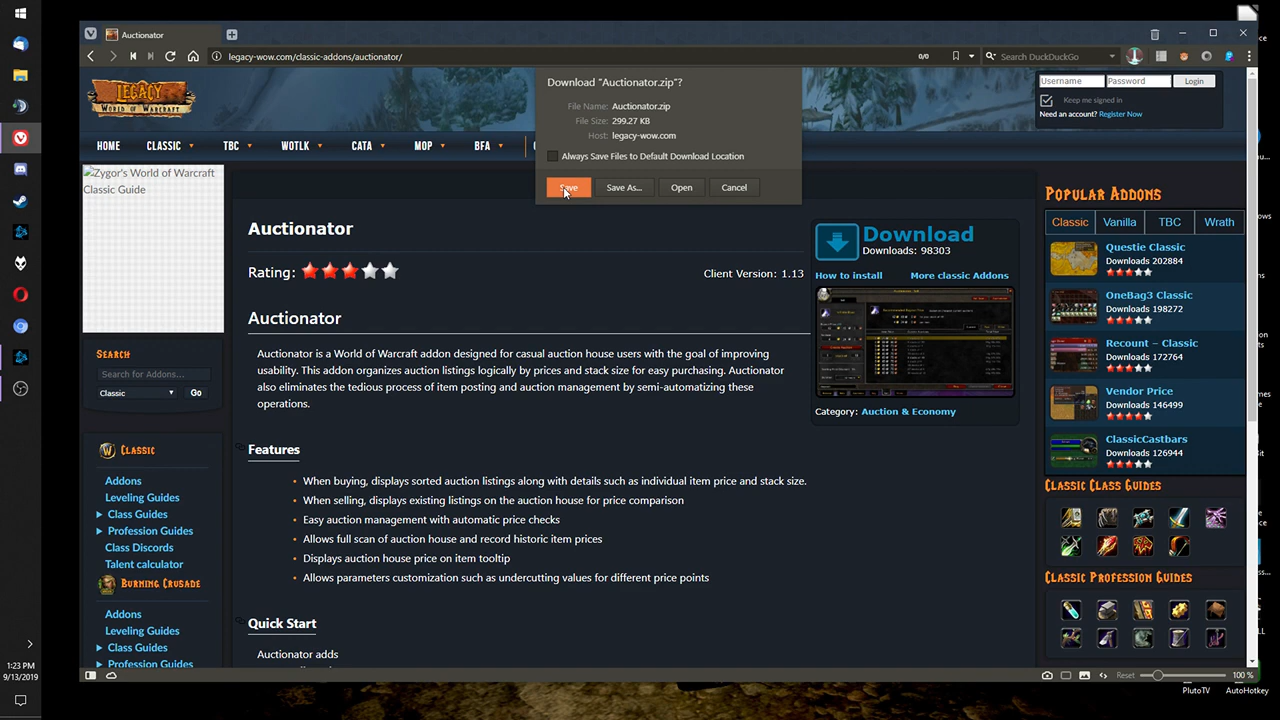 Auctionator
legacy-wow.com/classic-addons/auctionator/
0/0
Search DuckDuckGo
LEGACY
WORLD OF WARCRAFT
Download "Auctionator.zip"?
File Name: Auctionator.zip
File Size: 299.27 KB
Host: legacy-wow.com
Always Save Files to Default Download Location
Save
Save As...
Open
Cancel
Username
Password
Login
Keep me signed in
Need an account? Register Now
HOME
CLASSIC
TBC
WOTLK
CATA
MOP
BFA
Zygor's World of Warcraft
Classic Guide
Auctionator
Rating:
Client Version: 1.13
Download
Downloads: 98303
How to install
More classic Addons
Category: Auction & Economy
Auctionator
Auctionator is a World of Warcraft addon designed for casual auction house users with the goal of improving
usability. This addon organizes auction listings logically by prices and stack size for easy purchasing. Auctionator
also eliminates the tedious process of item posting and auction management by semi-automatizing these
operations.
Features
When buying, displays sorted auction listings along with details such as individual item price and stack size.
When selling, displays existing listings on the auction house for price comparison
Easy auction management with automatic price checks
Allows full scan of auction house and record historic item prices
Displays auction house price on item tooltip
Allows parameters customization such as undercutting values for different price points
Quick Start
Auctionator adds
SEARCH
Search for Addons...
Classic
Go
CLASSIC
Addons
Leveling Guides
Class Guides
Profession Guides
Class Discords
Talent calculator
BURNING CRUSADE
Addons
Leveling Guides
Class Guides
Profession Guides
POPULAR ADDONS
Classic
Vanilla
TBC
Wrath
Questie Classic
Downloads 202884
OneBag3 Classic
Downloads 198272
Recount – Classic
Downloads 172764
Vendor Price
Downloads 146499
ClassicCastbars
Downloads 126944
CLASSIC CLASS GUIDES
CLASSIC PROFESSION GUIDES
Reset
100 %
1:23 PM
9/13/2019
PlutoTV
AutoHotkey